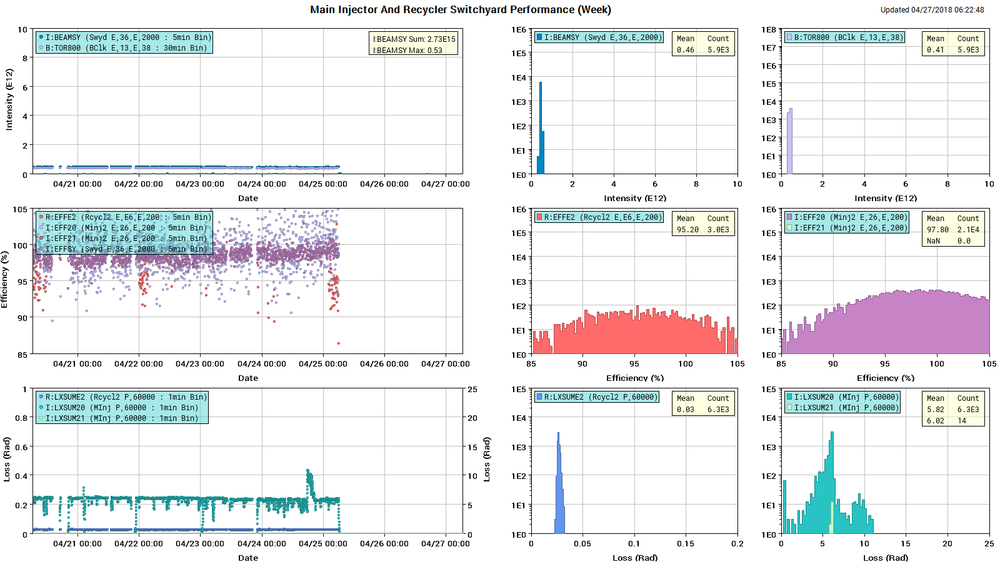 Main Injector And Recycler Switchyard Performance (Week)
Updated 04/27/2018 06:22:48
Intensity (E12)
10
8
6
4
2
0
I:BEAMSY (Swyd E,36,E,2000 : 5min Bin)
B:TOR800 (BClk E,13,E,38) : 30min Bin)
I:BEAMSY Sum: 2.73E15
I:BEAMSY Max: 0.53
04/21 00:00 04/22 00:00 04/23 00:00 04/24 00:00 04/25 00:00 04/26 00:00 04/27 00:00
Date
1E6
1E5
1E4
1E3
1E2
1E1
1E0
I:BEAMSY (Swyd E,36,E,2000)
Mean Count
0.46 5.9E3
0 2 4 6 8 10
Intensity (E12)
1E8
1E7
1E6
1E5
1E4
1E3
1E2
1E1
1E0
B:TOR800 (BClk E,13,E,38)
Mean Count
0.41 5.9E3
0 2 4 6 8 10
Intensity (E12)
Efficiency (%)
105
100
95
90
85
R:EFFE2 (Rcycl2 E,E6,E,200 : 5min Bin)
I:EFF20 (Minj2 E,26,E,200 : 5min Bin)
I:EFF21 (Minj2 E,26,E,200 : 5min Bin)
I:EFFSY (Swyd E,36,E,2000 : 5min Bin)
04/21 00:00 04/22 00:00 04/23 00:00 04/24 00:00 04/25 00:00 04/26 00:00 04/27 00:00
Date
1E6
1E5
1E4
1E3
1E2
1E1
1E0
R:EFFE2 (Rcycl2 E,E6,E,200)
Mean Count
95.20 3.0E3
85 90 95 100 105
Efficiency (%)
1E6
1E5
1E4
1E3
1E2
1E1
1E0
I:EFF20 (Minj2 E,26,E,200)
I:EFF21 (Minj2 E,26,E,200)
Mean Count
97.80 2.1E4
NaN 0.0
85 90 95 100 105
Efficiency (%)
Loss (Rad)
1
0.8
0.6
0.4
0.2
0
R:LXSUME2 (Rcycl2 P,60000 : 1min Bin)
I:LXSUM20 (MInj P,60000 : 1min Bin)
I:LXSUM21 (MInj P,60000 : 1min Bin)
25
20
15
10
5
0
Loss (Rad)
04/21 00:00 04/22 00:00 04/23 00:00 04/24 00:00 04/25 00:00 04/26 00:00 04/27 00:00
Date
1E5
1E4
1E3
1E2
1E1
1E0
R:LXSUME2 (Rcycl2 P,60000)
Mean Count
0.03 6.3E3
0 0.05 0.1 0.15 0.2
Loss (Rad)
1E5
1E4
1E3
1E2
1E1
1E0
I:LXSUM20 (MInj P,60000)
I:LXSUM21 (MInj P,60000)
Mean Count
5.82 6.3E3
6.02 14
0 5 10 15 20 25
Loss (Rad)